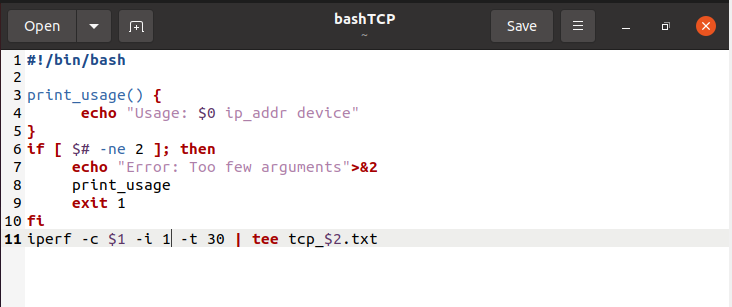 Open
bashTCP
~
Save
1 #!/bin/bash
2
3 print_usage() {
4 echo "Usage: $0 ip_addr device"
5 }
6 if [ $# -ne 2 ]; then
7 echo "Error: Too few arguments">&2
8 print_usage
9 exit 1
10 fi
11 iperf -c $1 -i 1 -t 30 | tee tcp_$2.txt